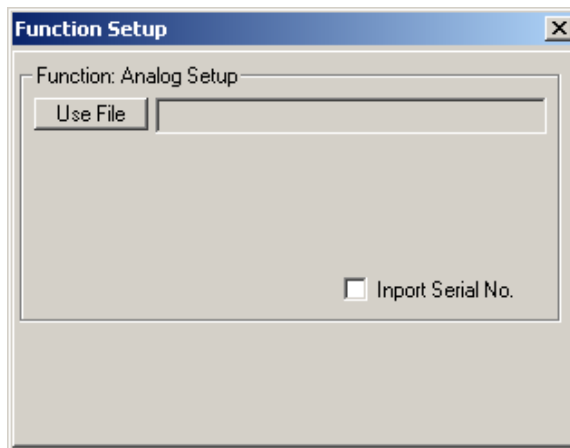 Function Setup
Function: Analog Setup
Use File
Inport Serial No.